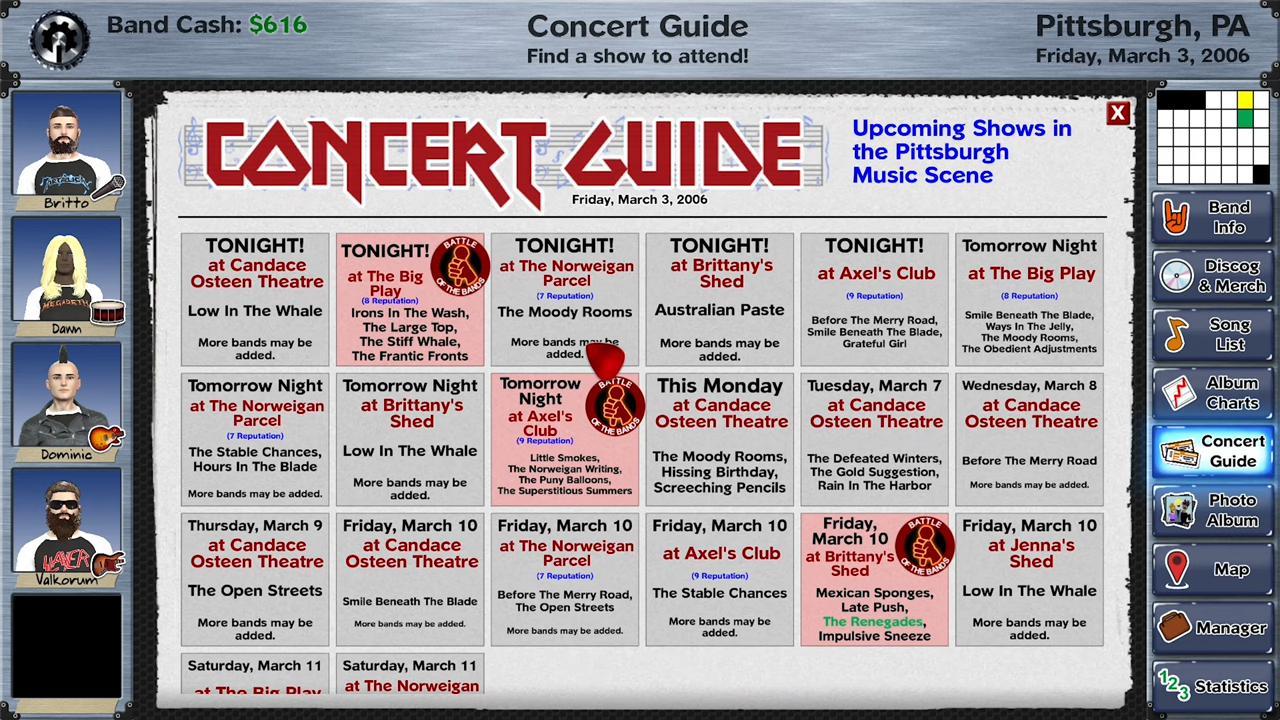 Band Cash: $616
Concert Guide
Find a show to attend!
Pittsburgh, PA
Friday, March 3, 2006
Britto
Dawn
MEGADETH
Dominic
SLAYER
Valkorum
CONCERT GUIDE
Friday, March 3, 2006
Upcoming Shows in
the Pittsburgh
Music Scene
X
TONIGHT!
at Candace
Osteen Theatre
Low In The Whale
More bands may be
added.
TONIGHT!
at The Big
Play
(8 Reputation)
Irons In The Wash,
The Large Top,
The Stiff Whale,
The Frantic Fronts
BATTLE
OF THE BANDS
TONIGHT!
at The Norweigan
Parcel
(7 Reputation)
The Moody Rooms
More bands may be
added.
TONIGHT!
at Brittany's
Shed
Australian Paste
More bands may be
added.
TONIGHT!
at Axel's Club
(9 Reputation)
Before The Merry Road,
Smile Beneath The Blade,
Grateful Girl
Tomorrow Night
at The Big Play
(8 Reputation)
Smile Beneath The Blade,
Ways In The Jelly,
The Moody Rooms,
The Obedient Adjustments
Tomorrow Night
at The Norweigan
Parcel
(7 Reputation)
The Stable Chances,
Hours In The Blade
More bands may be added.
Tomorrow Night
at Brittany's
Shed
Low In The Whale
More bands may be
added.
Tomorrow
Night
at Axel's
Club
(9 Reputation)
Little Smokes,
The Norweigan Writing,
The Puny Balloons,
The Superstitious Summers
BATTLE
OF THE BANDS
This Monday
at Candace
Osteen Theatre
The Moody Rooms,
Hissing Birthday,
Screeching Pencils
Tuesday, March 7
at Candace
Osteen Theatre
The Defeated Winters,
The Gold Suggestion,
Rain In The Harbor
Wednesday, March 8
at Candace
Osteen Theatre
Before The Merry Road
More bands may be added.
Thursday, March 9
at Candace
Osteen Theatre
The Open Streets
More bands may be
added.
Friday, March 10
at Candace
Osteen Theatre
Smile Beneath The Blade
More bands may be added.
Friday, March 10
at The Norweigan
Parcel
(7 Reputation)
Before The Merry Road,
The Open Streets
More bands may be added.
Friday, March 10
at Axel's Club
(9 Reputation)
The Stable Chances
More bands may be
added.
Friday,
March 10
at Brittany's
Shed
Mexican Sponges,
Late Push,
The Renegades,
Impulsive Sneeze
BATTLE
OF THE BANDS
Friday, March 10
at Jenna's
Shed
Low In The Whale
More bands may be
added.
Saturday, March 11
at The Big Play
Saturday, March 11
at The Norweigan
Band
Info
Discog
& Merch
Song
List
Album
Charts
Concert
Guide
Photo
Album
Map
Manager
123
Statistics